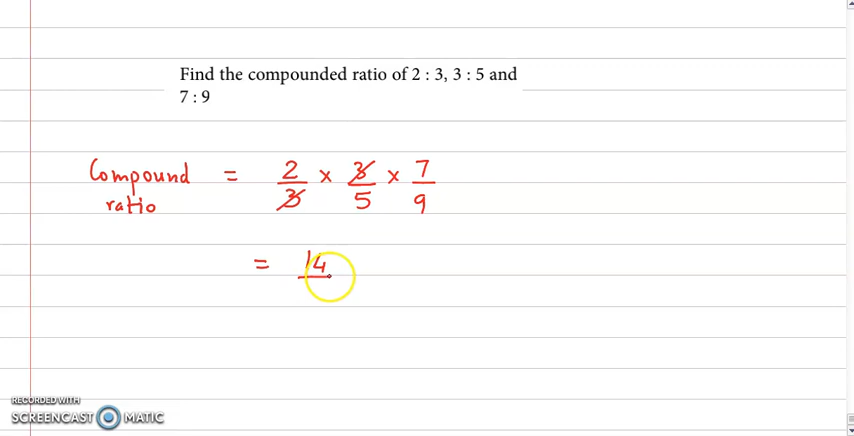 Find the compounded ratio of 2 : 3, 3 : 5 and
7 : 9
Compound ratio = 2/3 × 3/5 × 7/9
= 14
RECORDED WITH
SCREENCAST MATIC